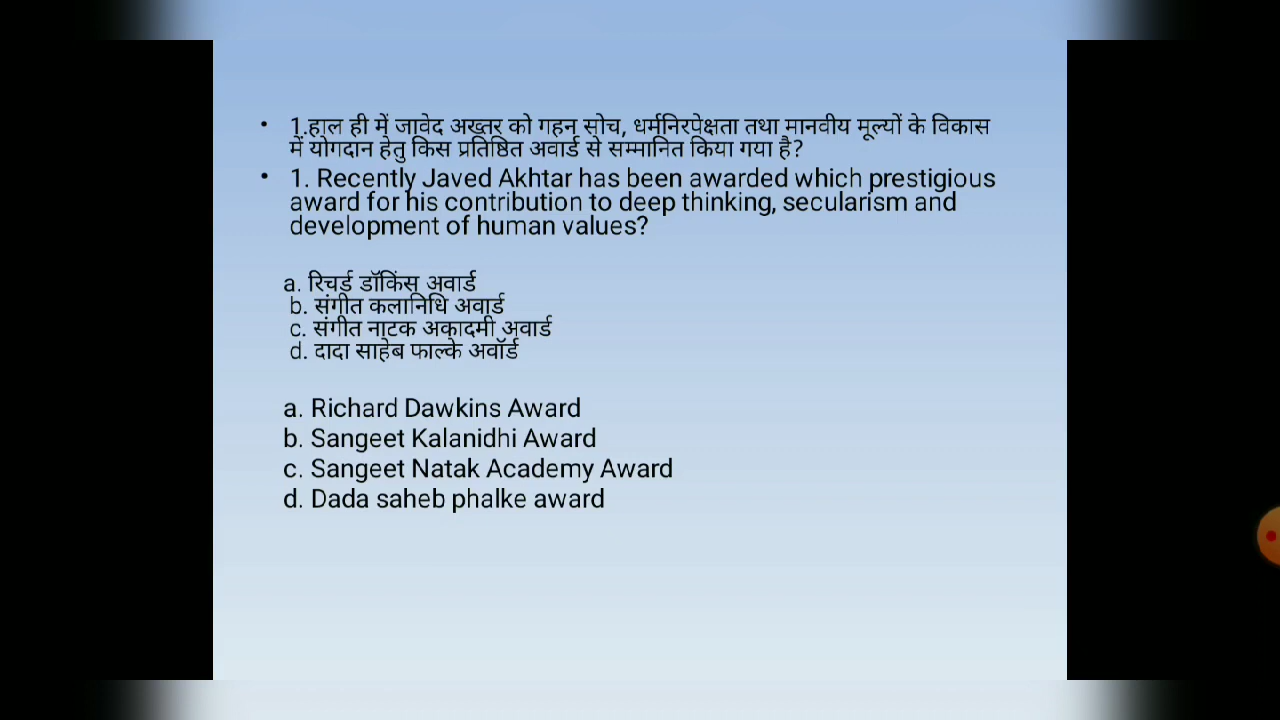 • 1.हाल ही में जावेद अख्तर को गहन सोच, धर्मनिरपेक्षता तथा मानवीय मूल्यों के विकास
में योगदान हेतु किस प्रतिष्ठित अवार्ड से सम्मानित किया गया है?
• 1. Recently Javed Akhtar has been awarded which prestigious
award for his contribution to deep thinking, secularism and
development of human values?
a. रिचर्ड डॉकिंस अवार्ड
b. संगीत कलानिधि अवार्ड
c. संगीत नाटक अकादमी अवार्ड
d. दादा साहेब फाल्के अवॉर्ड
a. Richard Dawkins Award
b. Sangeet Kalanidhi Award
c. Sangeet Natak Academy Award
d. Dada saheb phalke award